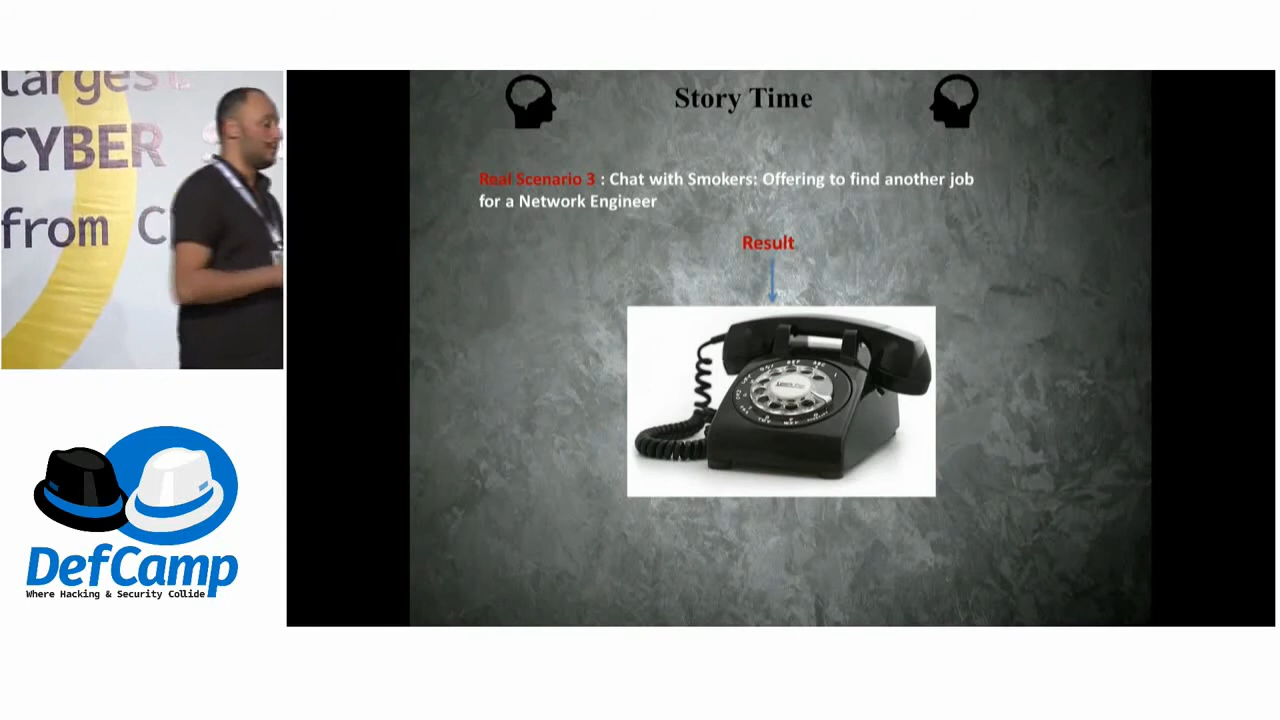 largest
CYBER
from C
Story Time
Real Scenario 3 : Chat with Smokers: Offering to find another job
for a Network Engineer
Result
DefCamp
Where Hacking & Security Collide